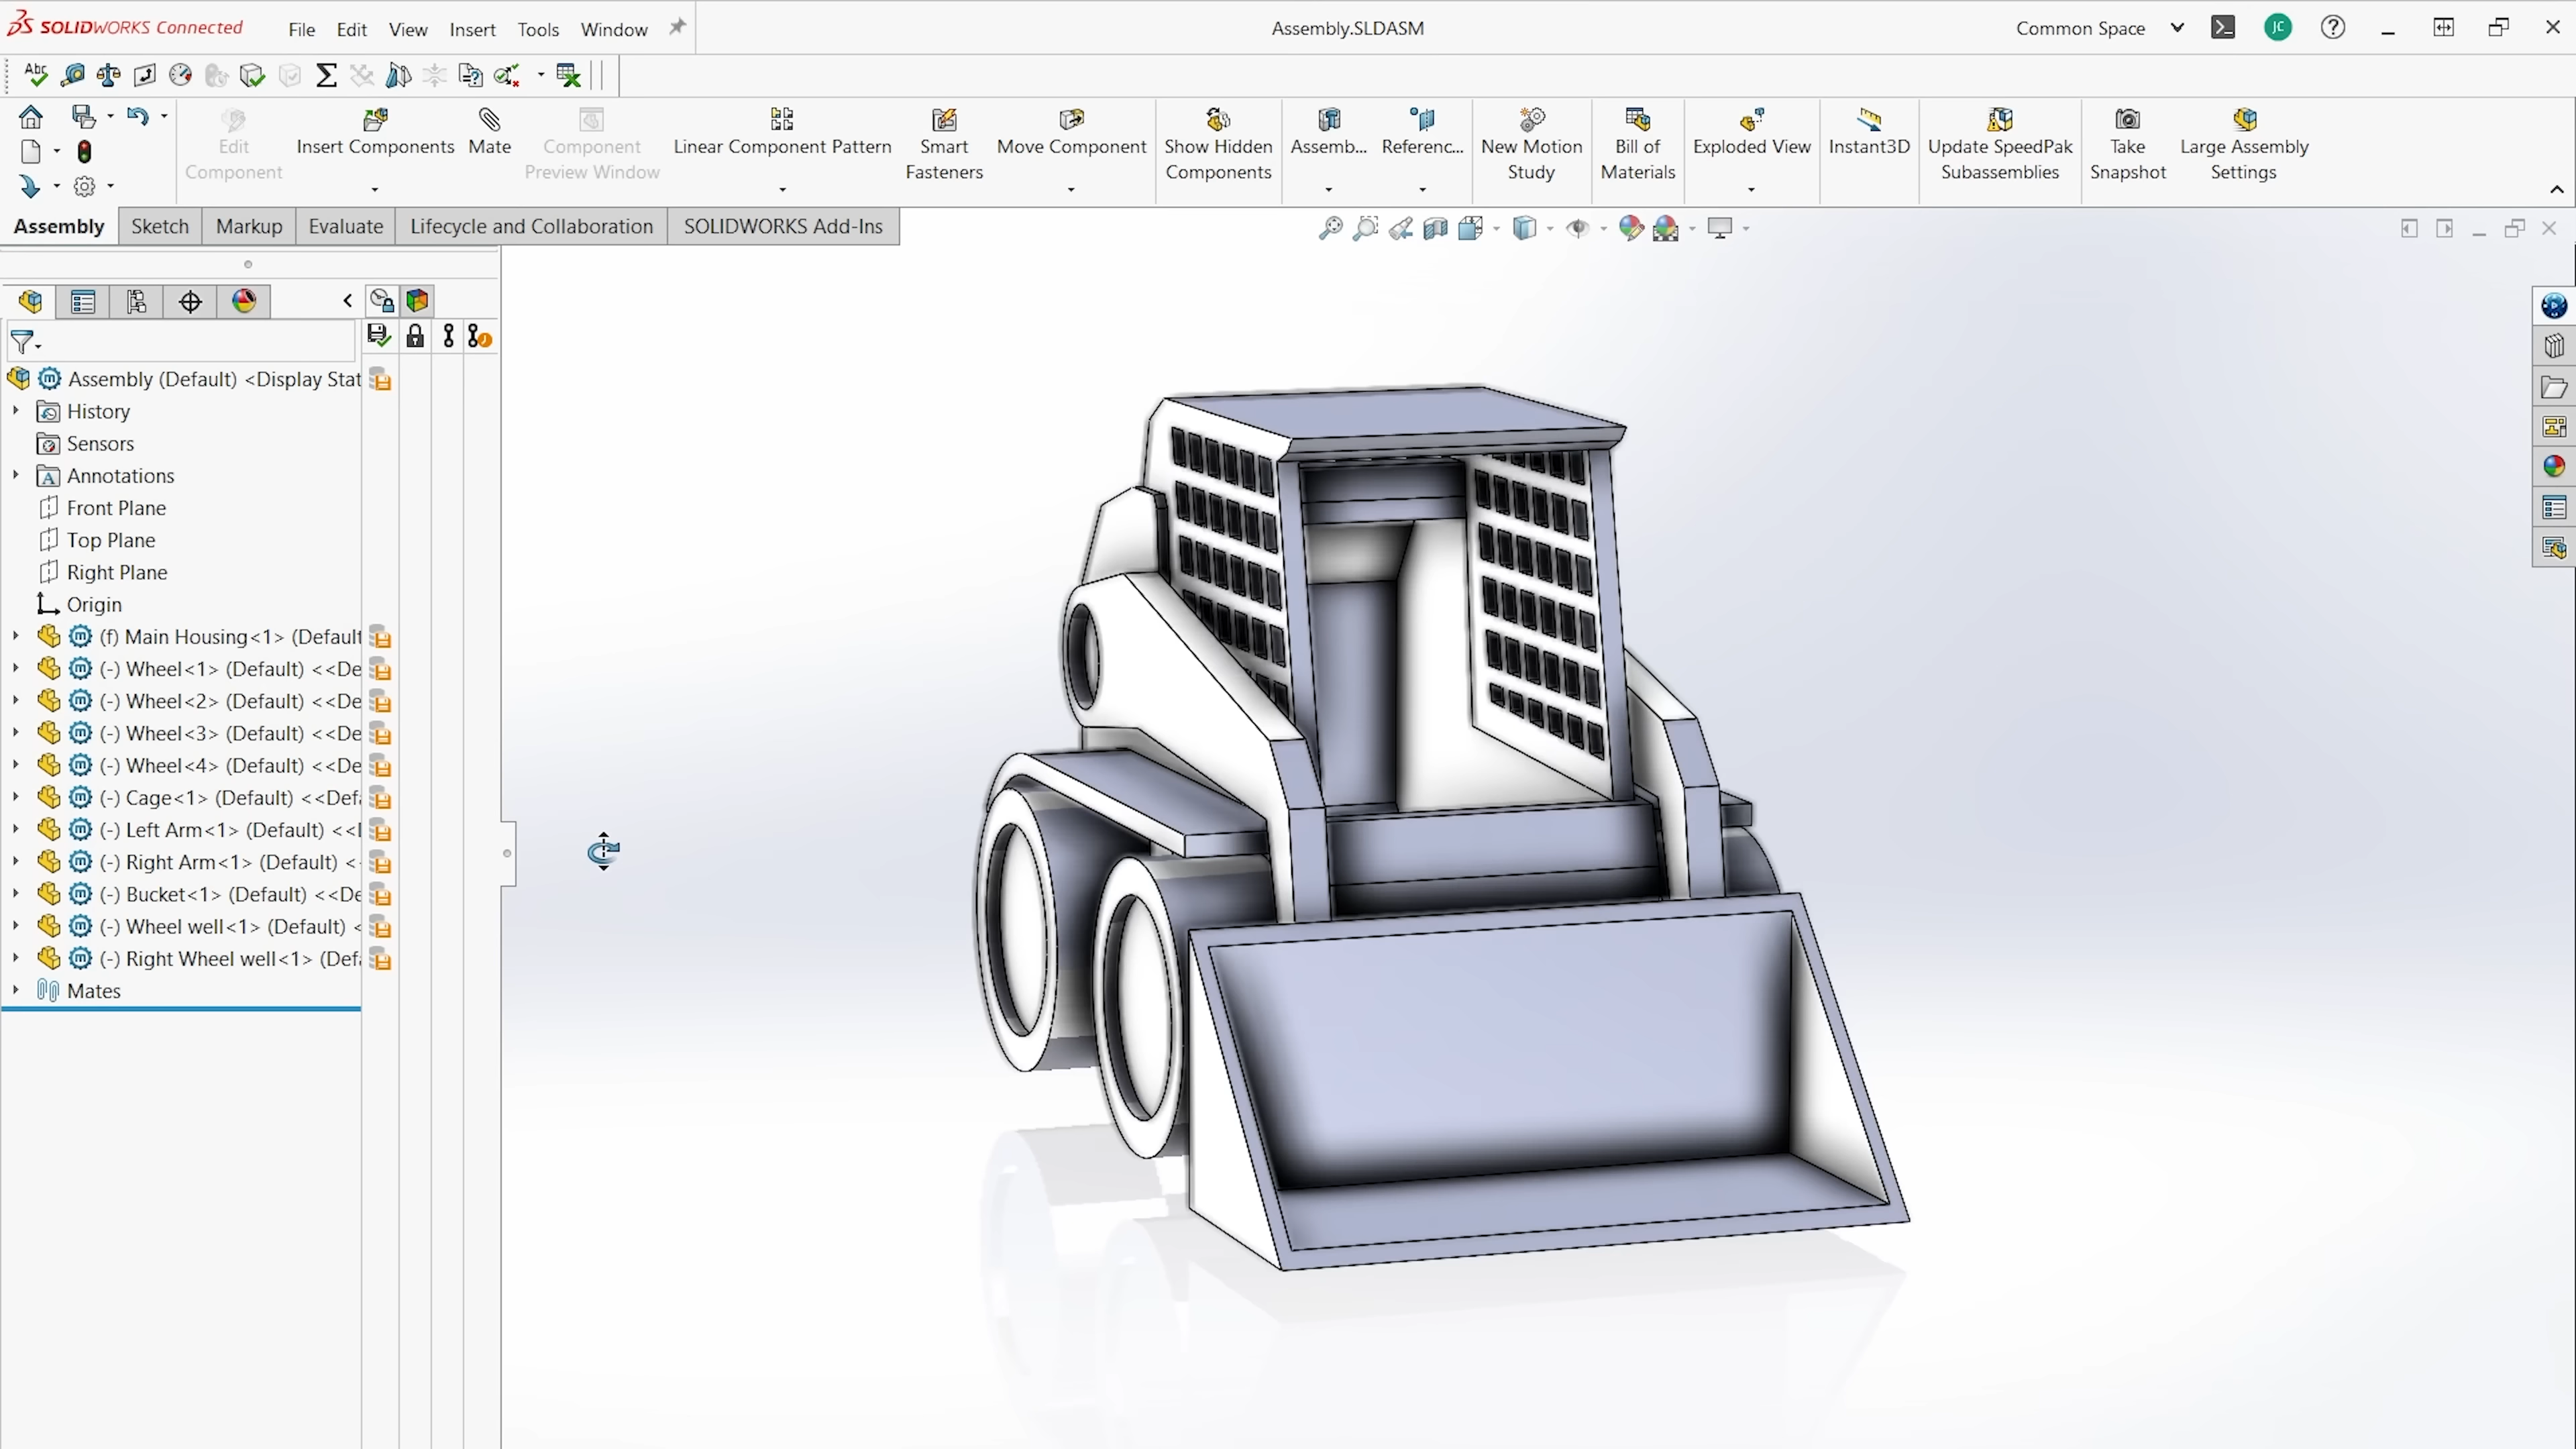 SOLIDWORKS Connected
File Edit View Insert Tools Window
Assembly.SLDASM
Common Space
JC
Abc
Edit Component
Insert Components
Mate
Component Preview Window
Linear Component Pattern
Smart Fasteners
Move Component
Show Hidden Components
Assemb...
Referenc...
New Motion Study
Bill of Materials
Exploded View
Instant3D
Update SpeedPak Subassemblies
Take Snapshot
Large Assembly Settings
Assembly Sketch Markup Evaluate Lifecycle and Collaboration SOLIDWORKS Add-Ins
Assembly (Default) <Display Stat
History
Sensors
Annotations
Front Plane
Top Plane
Right Plane
Origin
(f) Main Housing<1> (Default
(-) Wheel<1> (Default) <<De
(-) Wheel<2> (Default) <<De
(-) Wheel<3> (Default) <<De
(-) Wheel<4> (Default) <<De
(-) Cage<1> (Default) <<Defa
(-) Left Arm<1> (Default) <<
(-) Right Arm<1> (Default) <
(-) Bucket<1> (Default) <<De
(-) Wheel well<1> (Default) <
(-) Right Wheel well<1> (Defa
Mates